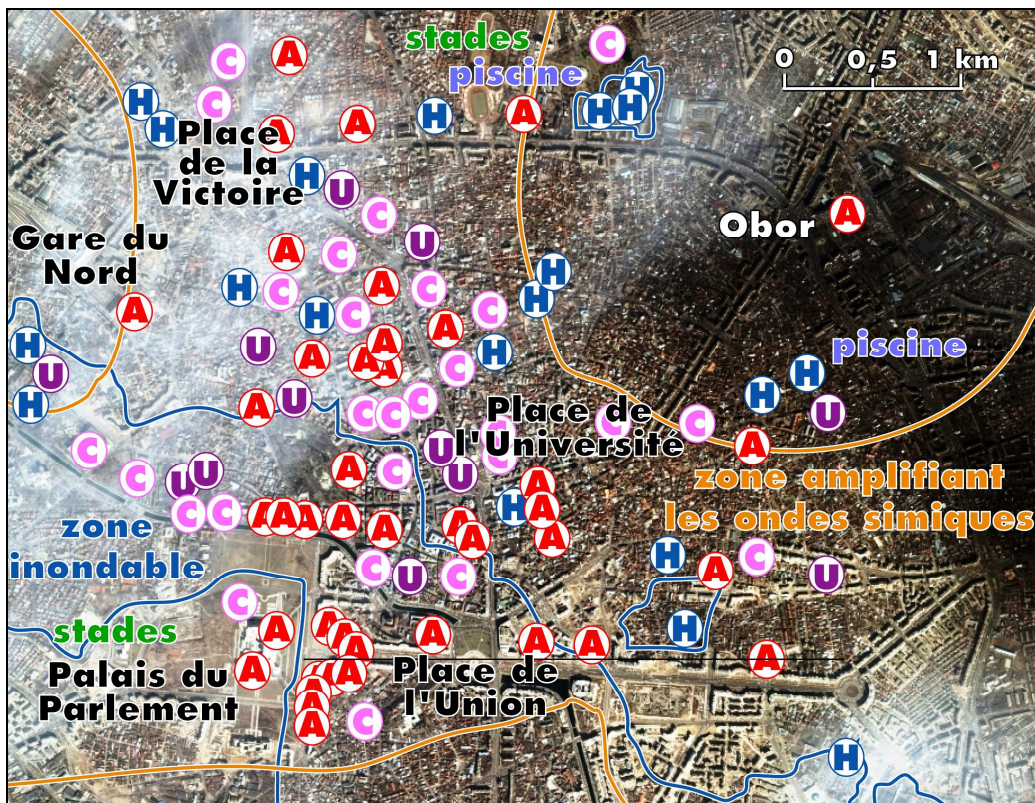 stades
piscine
0 0,5 1 km
Place
de la
Victoire
Gare du
Nord
Obor
piscine
Place de
l'Université
zone amplifiant
les ondes simiques
zone
inondable
stades
Palais du
Parlement
Place de
l'Union
C
A
C
H
H
H
H
A
H
A
A
H
H
U
C
A
U
A
C
H
H
H
C
A
C
C
C
H
A
A
H
A
U
A
H
A
A
C
H
U
H
H
A
U
C
C
C
U
C
C
C
A
C
U
C
C
A
C
U
U
C
U
A
C
C
A
A
A
A
A
A
A
H
A
A
H
C
C
U
C
A
U
C
A
A
A
A
A
A
A
H
A
A
A
A
A
A
C
H